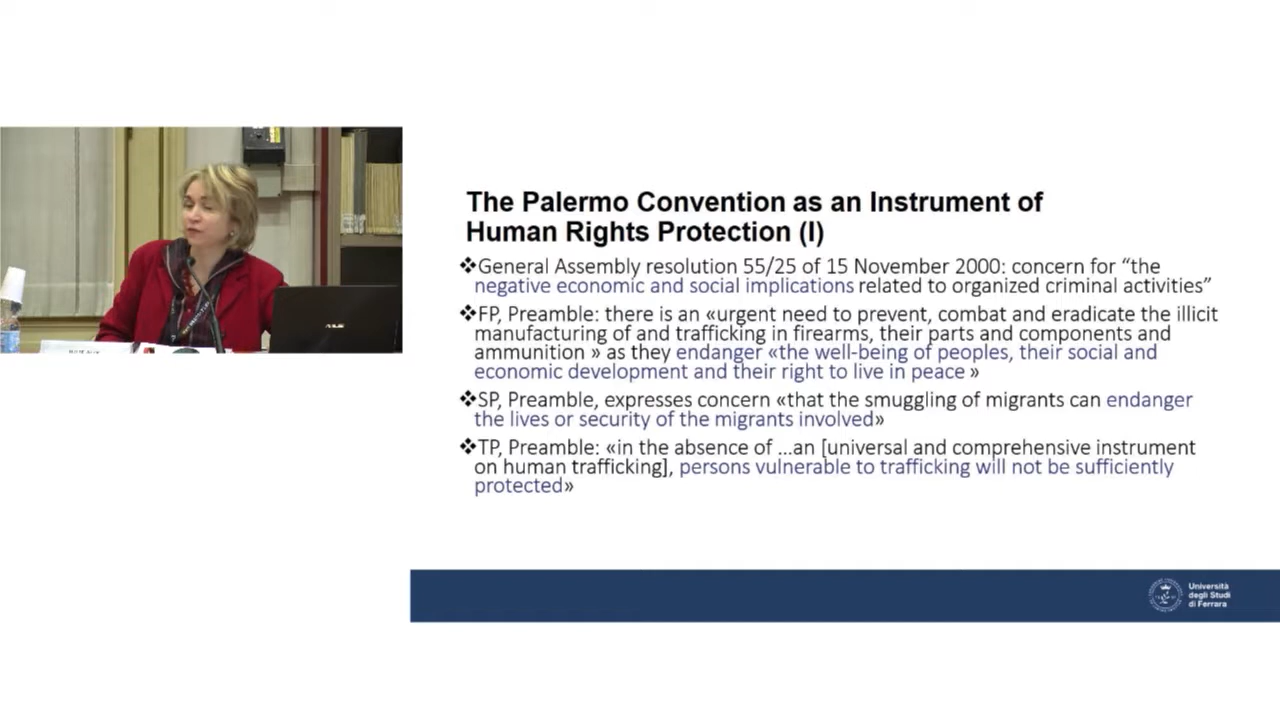 The Palermo Convention as an Instrument of
Human Rights Protection (I)
❖General Assembly resolution 55/25 of 15 November 2000: concern for “the
negative economic and social implications related to organized criminal activities”
❖FP, Preamble: there is an «urgent need to prevent, combat and eradicate the illicit
manufacturing of and trafficking in firearms, their parts and components and
ammunition » as they endanger «the well-being of peoples, their social and
economic development and their right to live in peace »
❖SP, Preamble, expresses concern «that the smuggling of migrants can endanger
the lives or security of the migrants involved»
❖TP, Preamble: «in the absence of …an [universal and comprehensive instrument
on human trafficking], persons vulnerable to trafficking will not be sufficiently
protected»
Università
degli Studi
di Ferrara